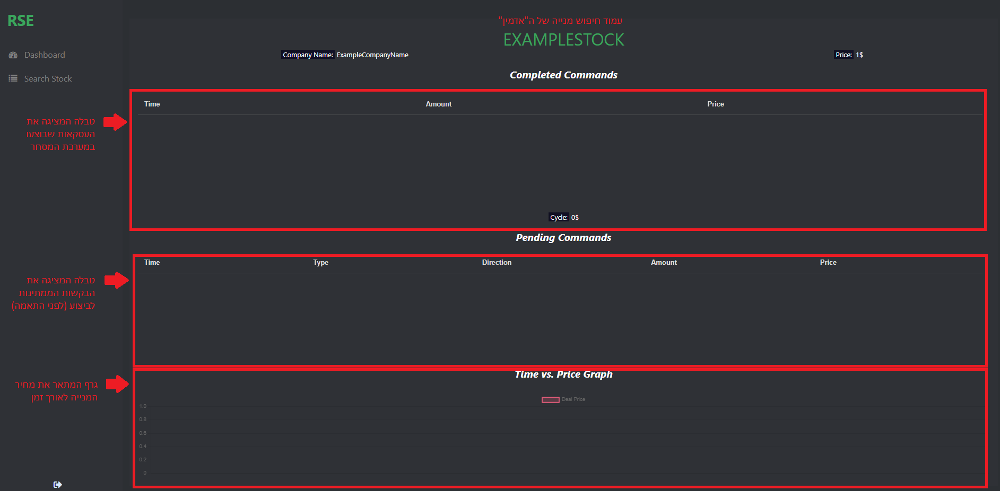 RSE
Dashboard
Search Stock
עמוד חיפוש מנייה של ה"אדמין"
EXAMPLESTOCK
Company Name: ExampleCompanyName
Price: 1$
Completed Commands
Time Amount Price
טבלה המציגה את
העסקאות שבוצעו
במערכת המסחר
Cycle: 0$
Pending Commands
Time Type Direction Amount Price
טבלה המציגה את
הבקשות הממתינות
לביצוע (לפני התאמה)
Time vs. Price Graph
גרף המתאר את מחיר
המנייה לאורך זמן
Deal Price
1.0
0.8
0.6
0.4
0.2
0